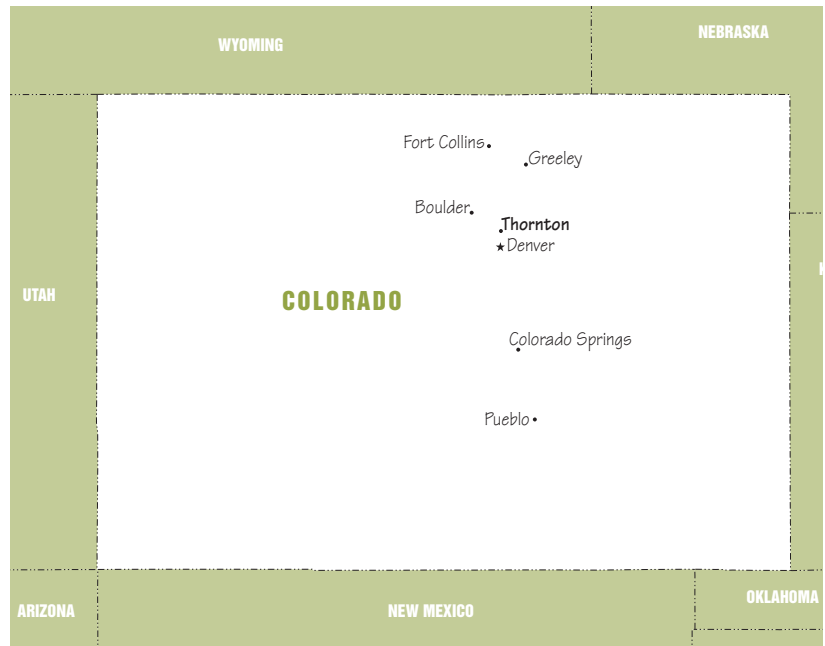 WYOMING
NEBRASKA
Fort Collins
Greeley
Boulder
Thornton
Denver
UTAH
COLORADO
Colorado Springs
Pueblo
ARIZONA
NEW MEXICO
OKLAHOMA